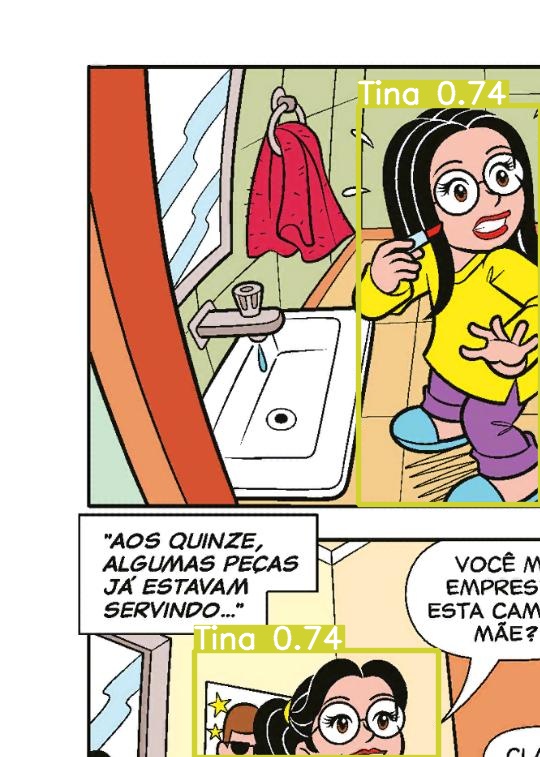 Tina 0.74
"AOS QUINZE,
ALGUMAS PEÇAS
JÁ ESTAVAM
SERVINDO..."
VOCÊ M
EMPRES
ESTA CAM
MÃE?
Tina 0.74